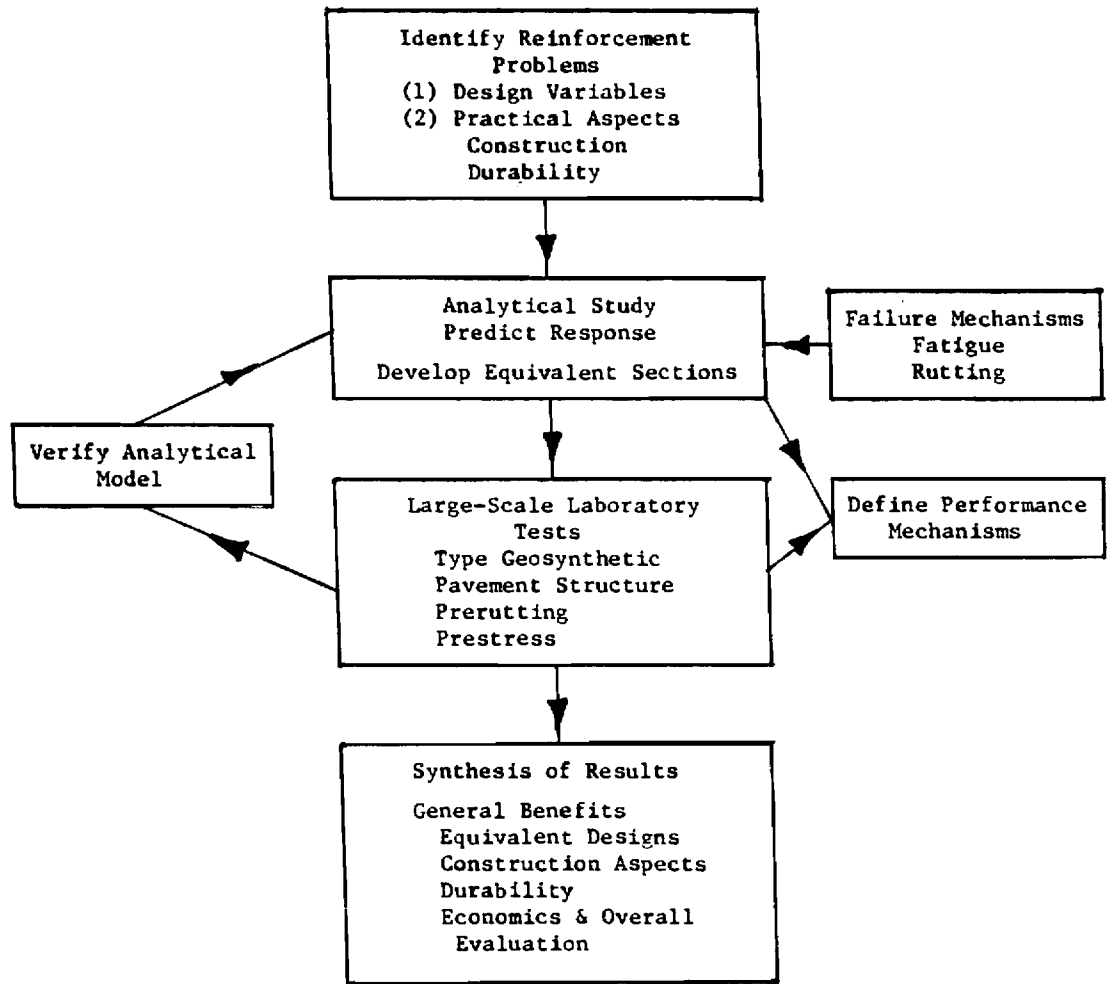 Identify Reinforcement
Problems
(1) Design Variables
(2) Practical Aspects
Construction
Durability
Analytical Study
Predict Response
Develop Equivalent Sections
Failure Mechanisms
Fatigue
Rutting
Verify Analytical
Model
Large-Scale Laboratory
Tests
Type Geosynthetic
Pavement Structure
Prerutting
Prestress
Define Performance
Mechanisms
Synthesis of Results
General Benefits
Equivalent Designs
Construction Aspects
Durability
Economics & Overall
Evaluation